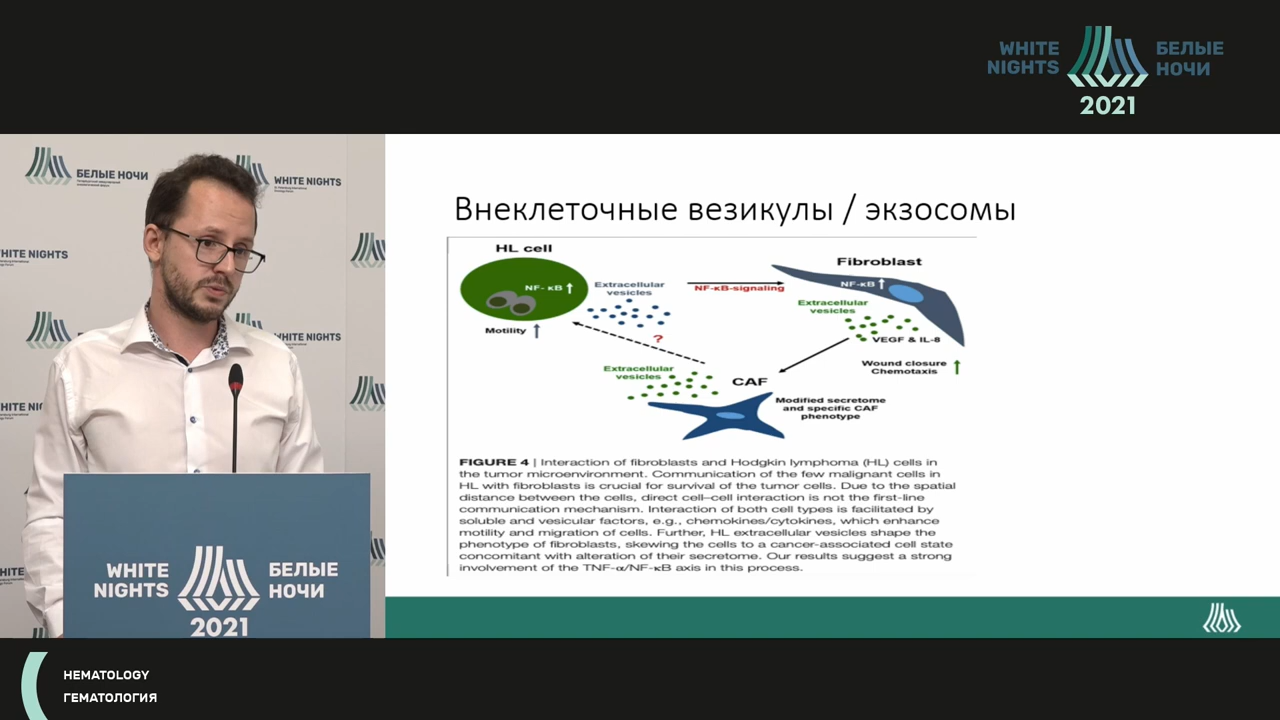 WHITE
NIGHTS
БЕЛЫЕ
НОЧИ
2021
БЕЛЫЕ НОЧИ
WHITE NIGHTS
WHITE NIGHTS
WHITE NIGHTS
WHITE NIGHTS
Внеклеточные везикулы / экзосомы
HL cell
NF-κB
Extracellular
vesicles
Motility
NF-κB-signaling
Fibroblast
NF-κB
Extracellular
vesicles
VEGF & IL-8
Wound closure
Chemotaxis
?
Extracellular
vesicles
CAF
Modified secretome
and specific CAF
phenotype
FIGURE 4 | Interaction of fibroblasts and Hodgkin lymphoma (HL) cells in
the tumor microenvironment. Communication of the few malignant cells in
HL with fibroblasts is crucial for survival of the tumor cells. Due to the spatial
distance between the cells, direct cell–cell interaction is not the first-line
communication mechanism. Interaction of both cell types is facilitated by
soluble and vesicular factors, e.g., chemokines/cytokines, which enhance
motility and migration of cells. Further, HL extracellular vesicles shape the
phenotype of fibroblasts, skewing the cells to a cancer-associated cell state
concomitant with alteration of their secretome. Our results suggest a strong
involvement of the TNF-α/NF-κB axis in this process.
WHITE
NIGHTS
БЕЛЫЕ
НОЧИ
2021
HEMATOLOGY
ГЕМАТОЛОГИЯ